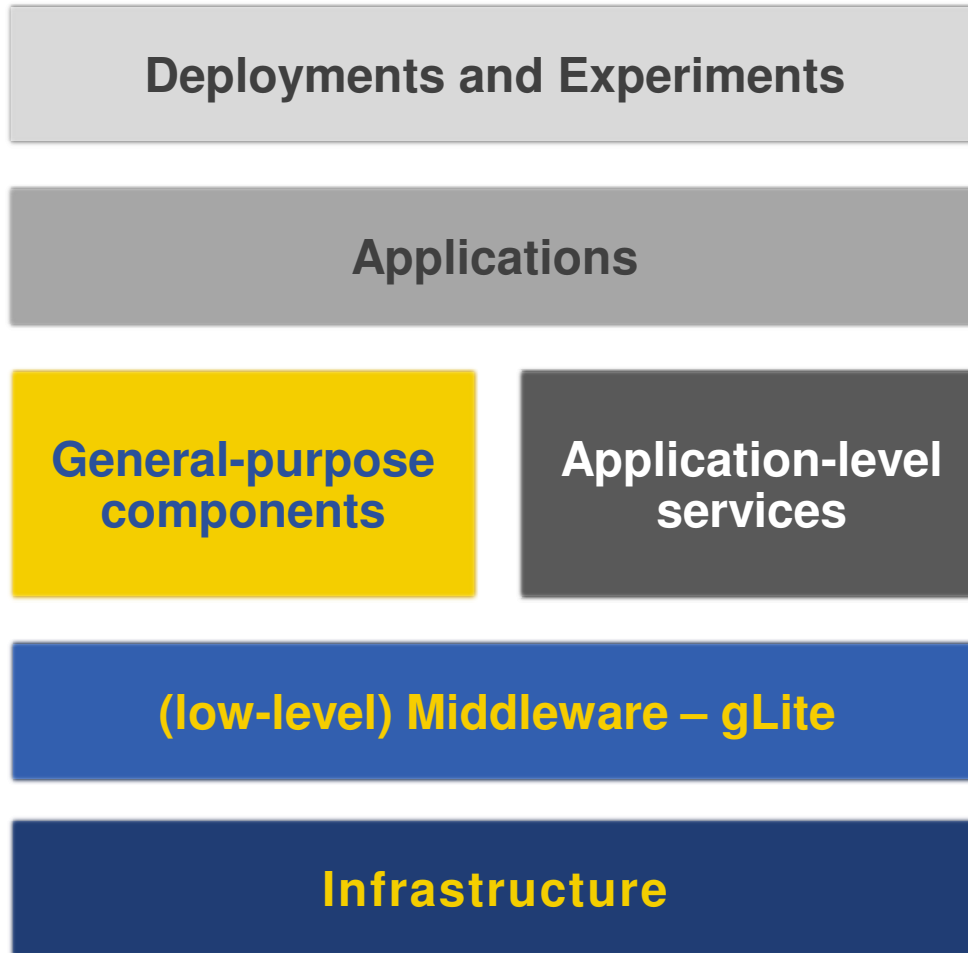 Deployments and Experiments
Applications
General-purpose
components
Application-level
services
(low-level) Middleware – gLite
Infrastructure